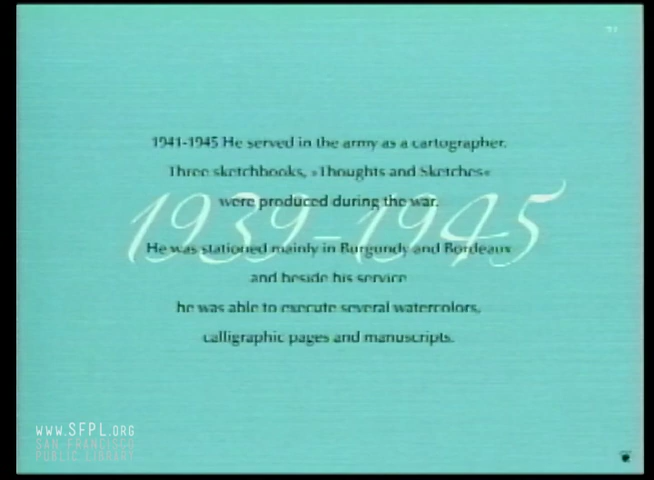 1941-1945 He served in the army as a cartographer.
Three sketchbooks, »Thoughts and Sketches«
were produced during the war.
1939-1945
He was stationed mainly in Burgundy and Bordeaux
and beside his service
he was able to execute several watercolors,
calligraphic pages and manuscripts.
www.SFPL.ORG
SAN FRANCISCO
PUBLIC LIBRARY